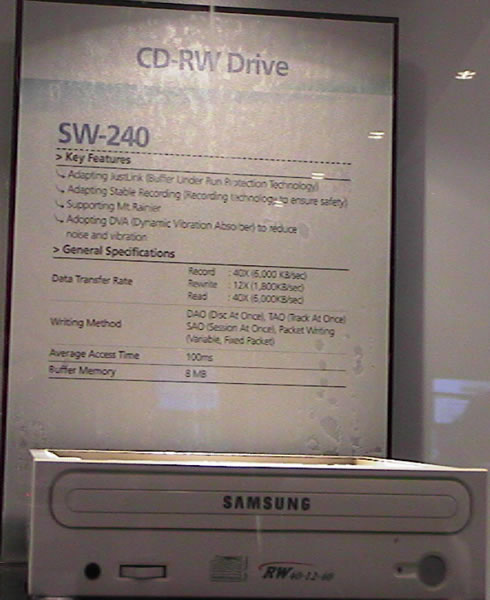 CD-RW Drive
SW-240
> Key Features
Adapting JustLink (Buffer Under Run Protection Technology)
Adapting Stable Recording (Recording technology to ensure safety)
Supporting Mt. Rainier
Adopting DVA (Dynamic Vibration Absorber) to reduce
noise and vibration
> General Specifications
Data Transfer Rate
Record : 40X (6,000 KB/sec)
Rewrite : 12X (1,800KB/sec)
Read : 40X (6,000KB/sec)
Writing Method
DAO (Disc At Once), TAO (Track At Once)
SAO (Session At Once), Packet Writing
(Variable, Fixed Packet)
Average Access Time 100ms
Buffer Memory 8 MB
SAMSUNG
RW 40-12-40